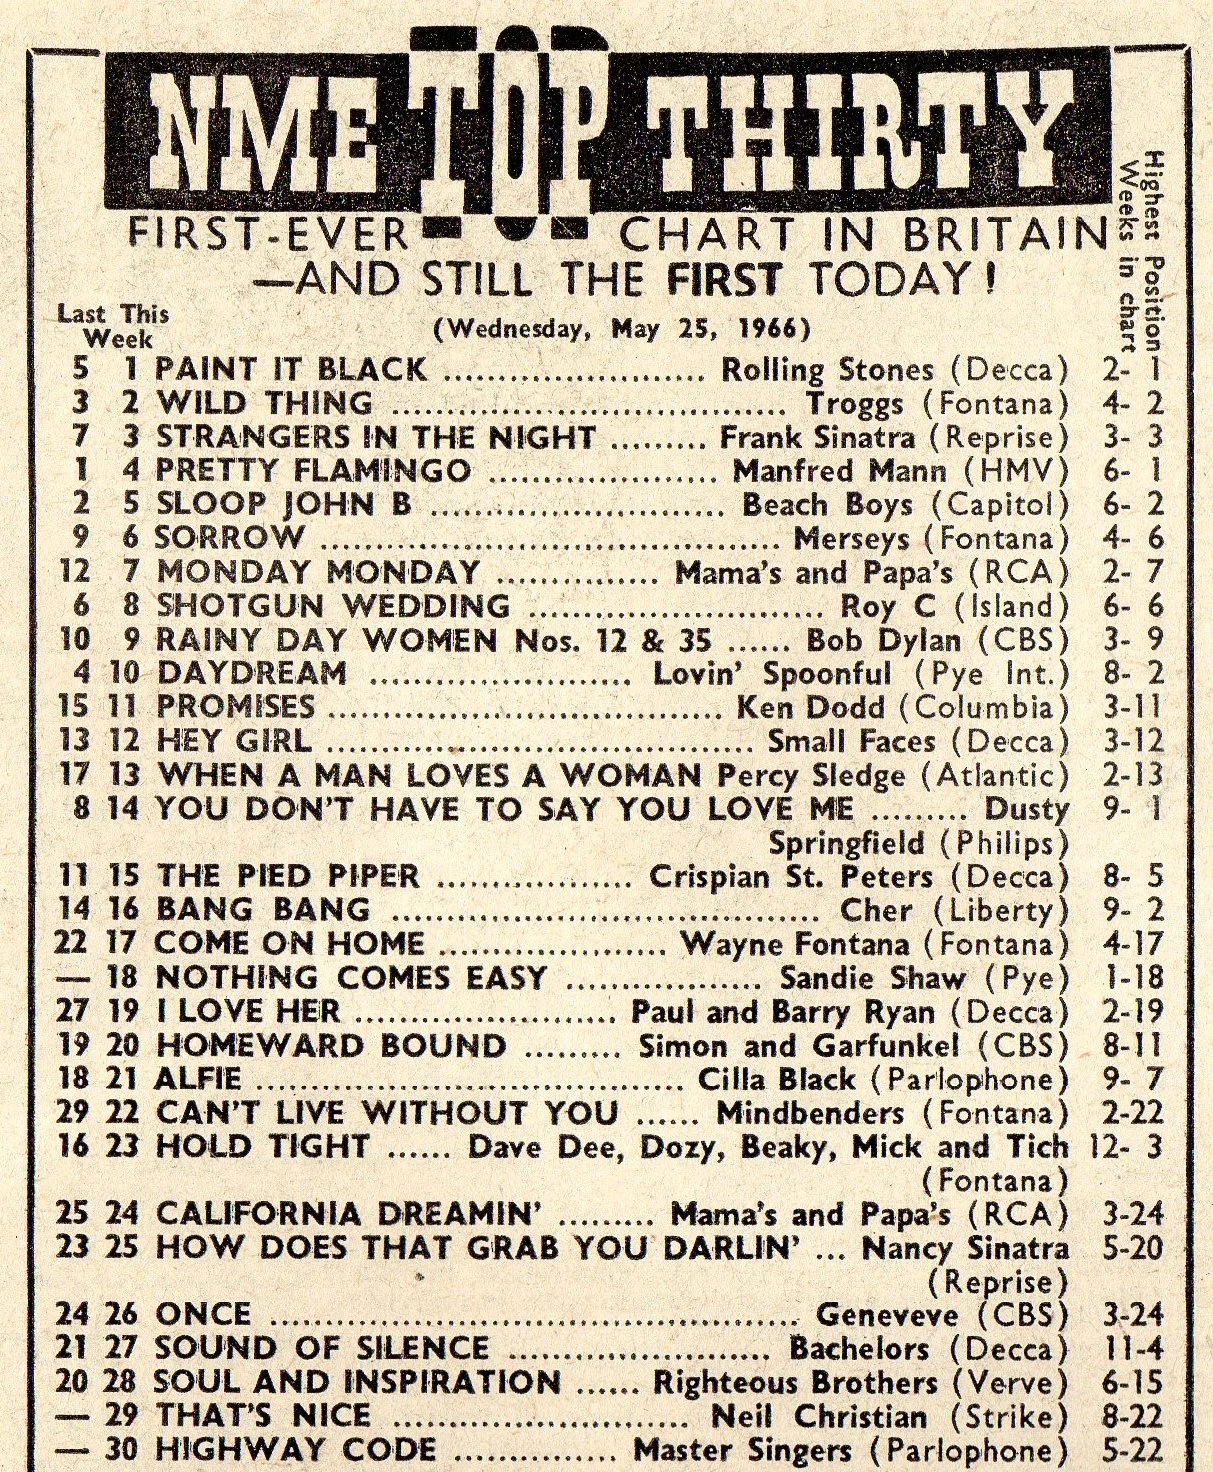 NME TOP THIRTY
FIRST-EVER CHART IN BRITAIN
—AND STILL THE FIRST TODAY!
Highest Position
Weeks in chart
Last This
Week
(Wednesday, May 25, 1966)
5 1 PAINT IT BLACK ........................ Rolling Stones (Decca) 2- 1
3 2 WILD THING ..................................... Troggs (Fontana) 4- 2
7 3 STRANGERS IN THE NIGHT ......... Frank Sinatra (Reprise) 3- 3
1 4 PRETTY FLAMINGO ..................... Manfred Mann (HMV) 6- 1
2 5 SLOOP JOHN B ........................... Beach Boys (Capitol) 6- 2
9 6 SORROW .......................................... Merseys (Fontana) 4- 6
12 7 MONDAY MONDAY ............... Mama's and Papa's (RCA) 2- 7
6 8 SHOTGUN WEDDING ........................... Roy C (Island) 6- 6
10 9 RAINY DAY WOMEN Nos. 12 & 35 ...... Bob Dylan (CBS) 3- 9
4 10 DAYDREAM ........................ Lovin' Spoonful (Pye Int.) 8- 2
15 11 PROMISES .................................... Ken Dodd (Columbia) 3-11
13 12 HEY GIRL ....................................... Small Faces (Decca) 3-12
17 13 WHEN A MAN LOVES A WOMAN Percy Sledge (Atlantic) 2-13
8 14 YOU DON'T HAVE TO SAY YOU LOVE ME ......... Dusty 9- 1
Springfield (Philips)
11 15 THE PIED PIPER .................. Crispian St. Peters (Decca) 8- 5
14 16 BANG BANG ....................................... Cher (Liberty) 9- 2
22 17 COME ON HOME ..................... Wayne Fontana (Fontana) 4-17
— 18 NOTHING COMES EASY .................. Sandie Shaw (Pye) 1-18
27 19 I LOVE HER ........................ Paul and Barry Ryan (Decca) 2-19
19 20 HOMEWARD BOUND ......... Simon and Garfunkel (CBS) 8-11
18 21 ALFIE ....................................... Cilla Black (Parlophone) 9- 7
29 22 CAN'T LIVE WITHOUT YOU ...... Mindbenders (Fontana) 2-22
16 23 HOLD TIGHT ...... Dave Dee, Dozy, Beaky, Mick and Tich 12- 3
(Fontana)
25 24 CALIFORNIA DREAMIN' ......... Mama's and Papa's (RCA) 3-24
23 25 HOW DOES THAT GRAB YOU DARLIN' ... Nancy Sinatra 5-20
(Reprise)
24 26 ONCE ................................................ Geneveve (CBS) 3-24
21 27 SOUND OF SILENCE ........................ Bachelors (Decca) 11-4
20 28 SOUL AND INSPIRATION ...... Righteous Brothers (Verve) 6-15
— 29 THAT'S NICE ........................... Neil Christian (Strike) 8-22
— 30 HIGHWAY CODE ............... Master Singers (Parlophone) 5-22